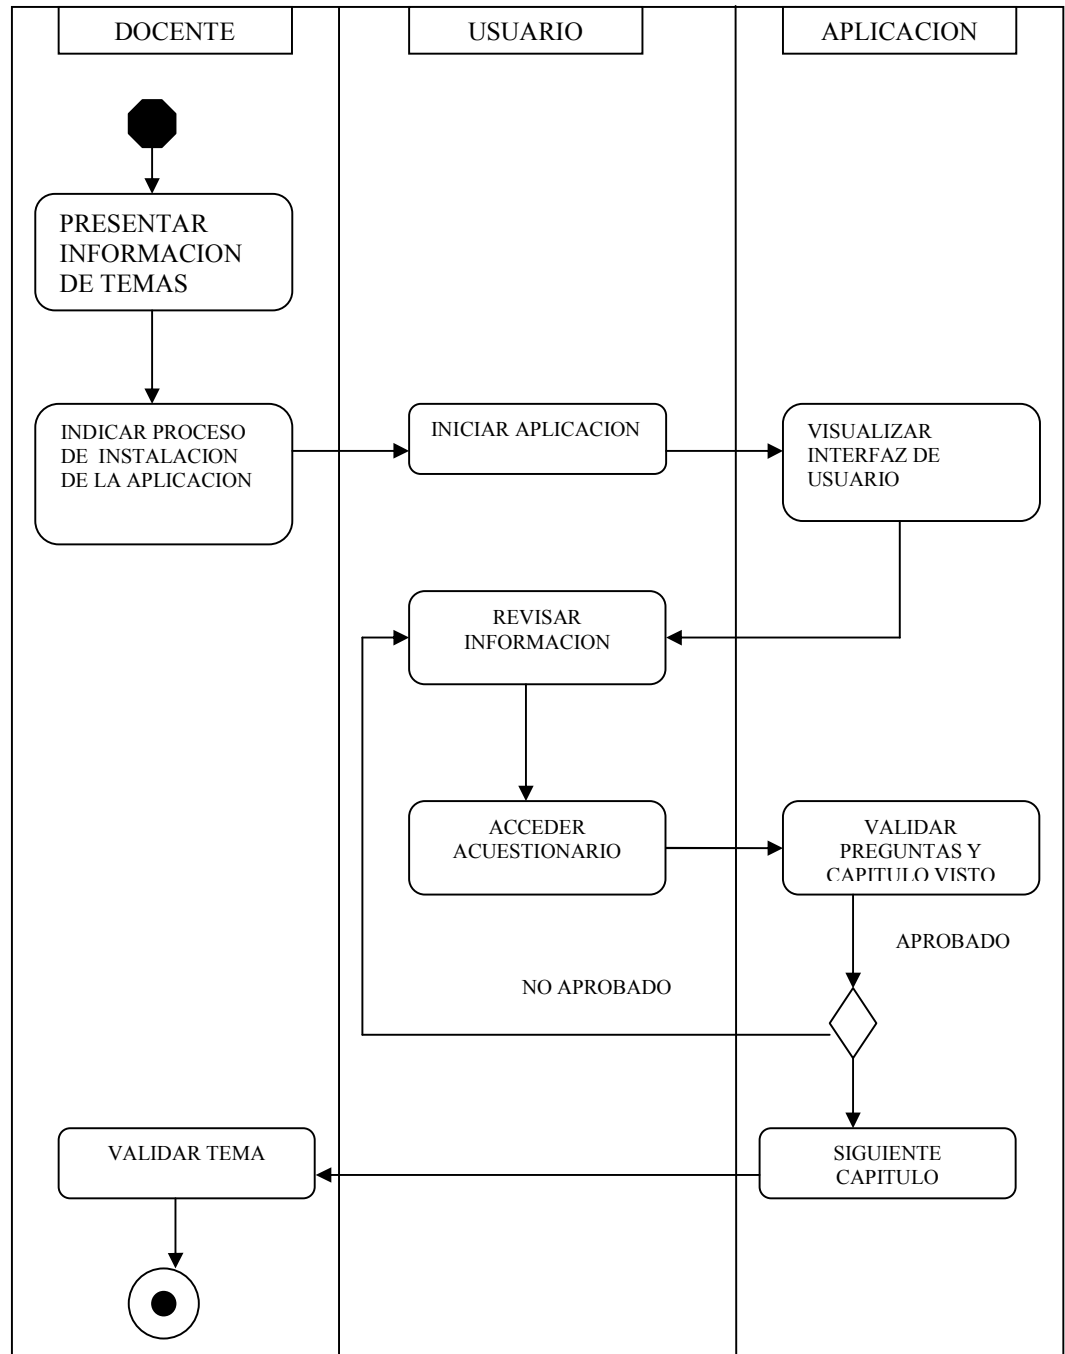 DOCENTE
USUARIO
APLICACION
PRESENTAR
INFORMACION
DE TEMAS
INDICAR PROCESO
DE INSTALACION
DE LA APLICACION
INICIAR APLICACION
VISUALIZAR
INTERFAZ DE
USUARIO
REVISAR
INFORMACION
ACCEDER
ACUESTIONARIO
VALIDAR
PREGUNTAS Y
CAPITULO VISTO
APROBADO
NO APROBADO
VALIDAR TEMA
SIGUIENTE
CAPITULO